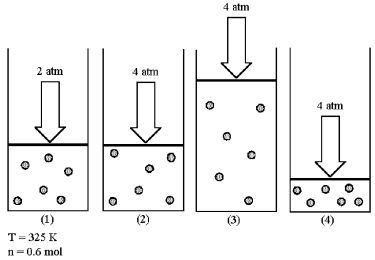 4 atm
2 atm
4 atm
4 atm
(1)
(2)
(3)
(4)
T = 325 K
n = 0.6 mol